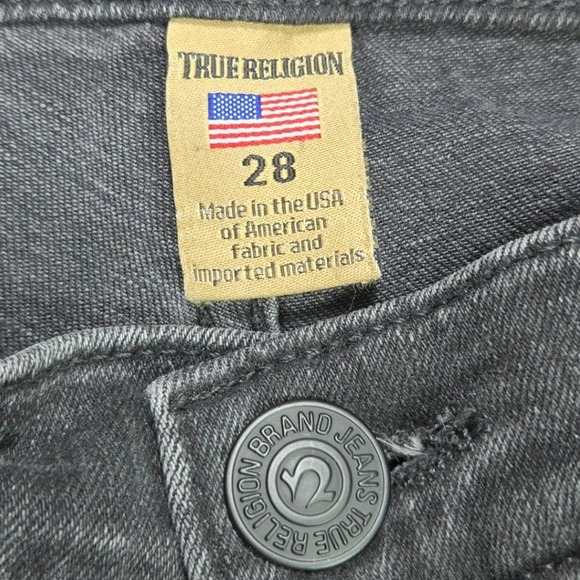 TRUE RELIGION
28
Made in the USA
of American
fabric and
imported materials
TRUE RELIGION BRAND JEANS